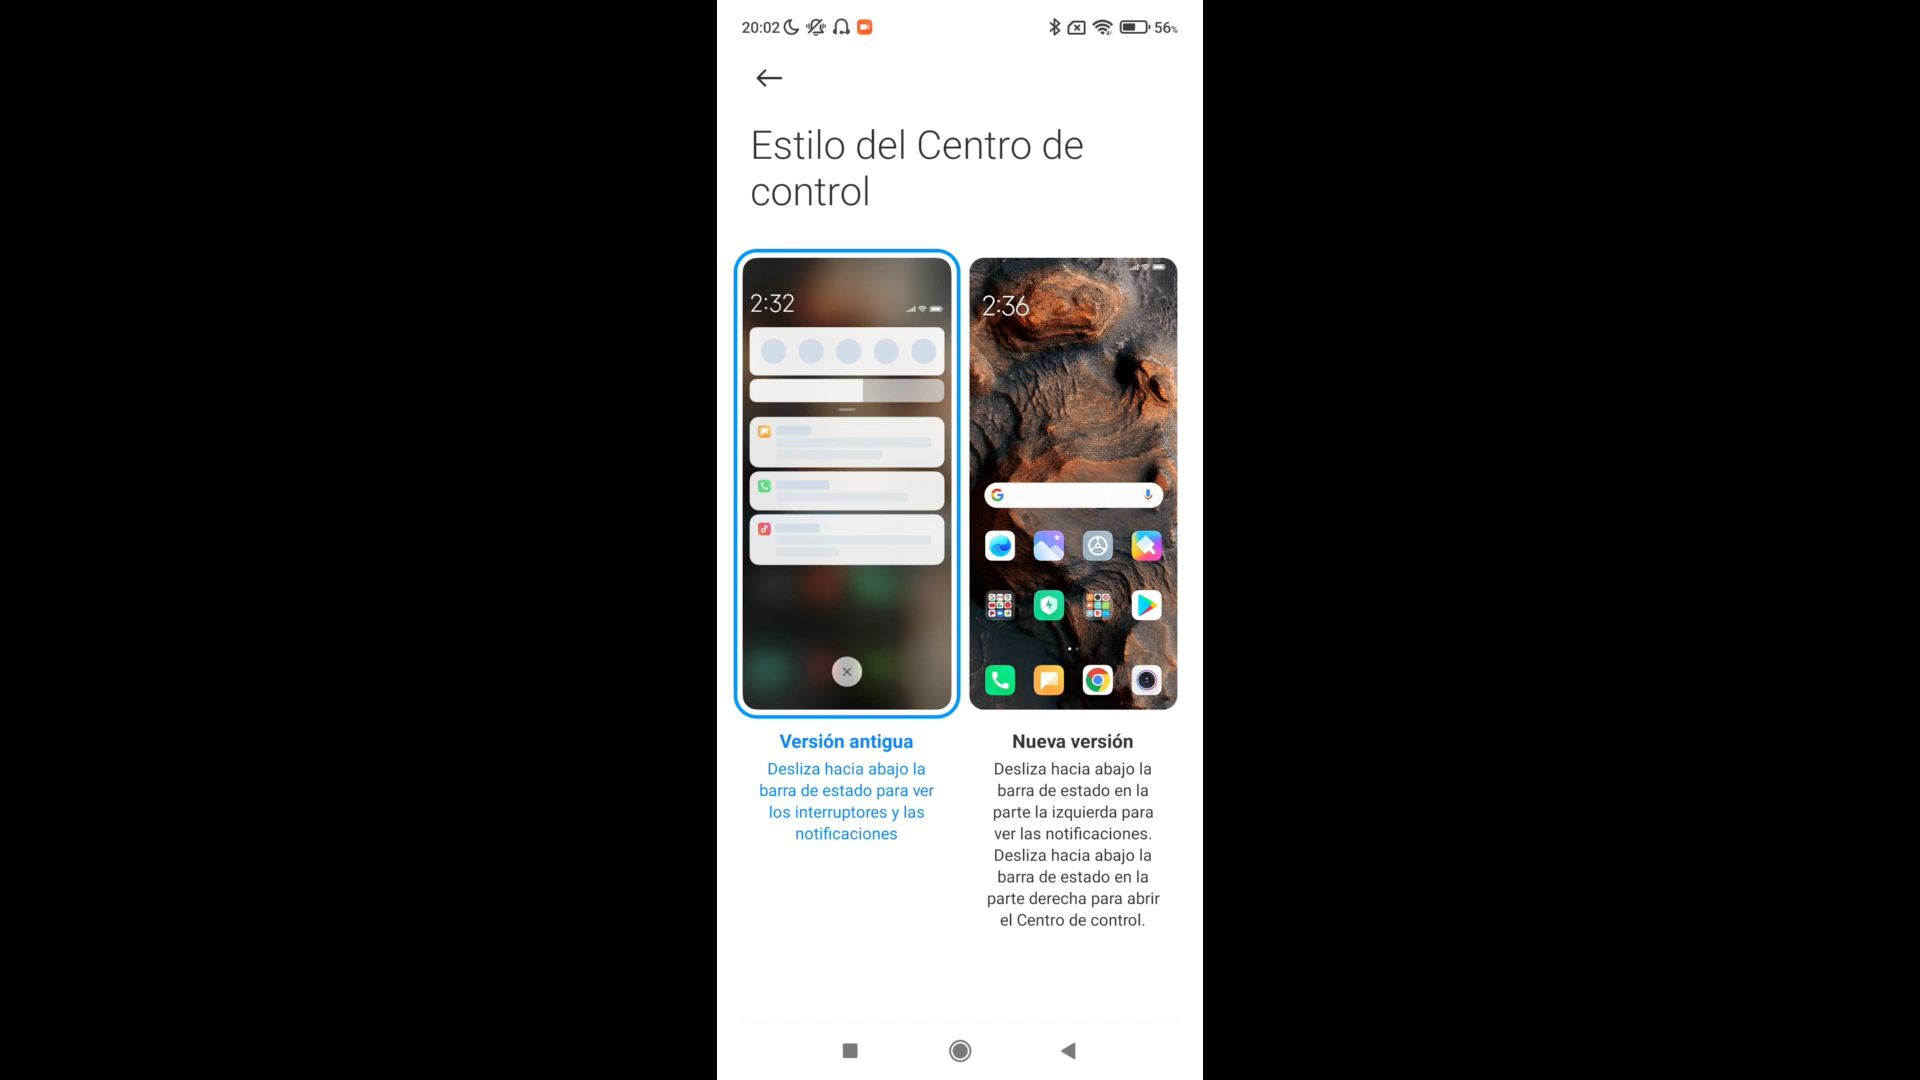 20:02
56%
Estilo del Centro de
control
2:32
2:36
Versión antigua
Desliza hacia abajo la
barra de estado para ver
los interruptores y las
notificaciones
Nueva versión
Desliza hacia abajo la
barra de estado en la
parte la izquierda para
ver las notificaciones.
Desliza hacia abajo la
barra de estado en la
parte derecha para abrir
el Centro de control.